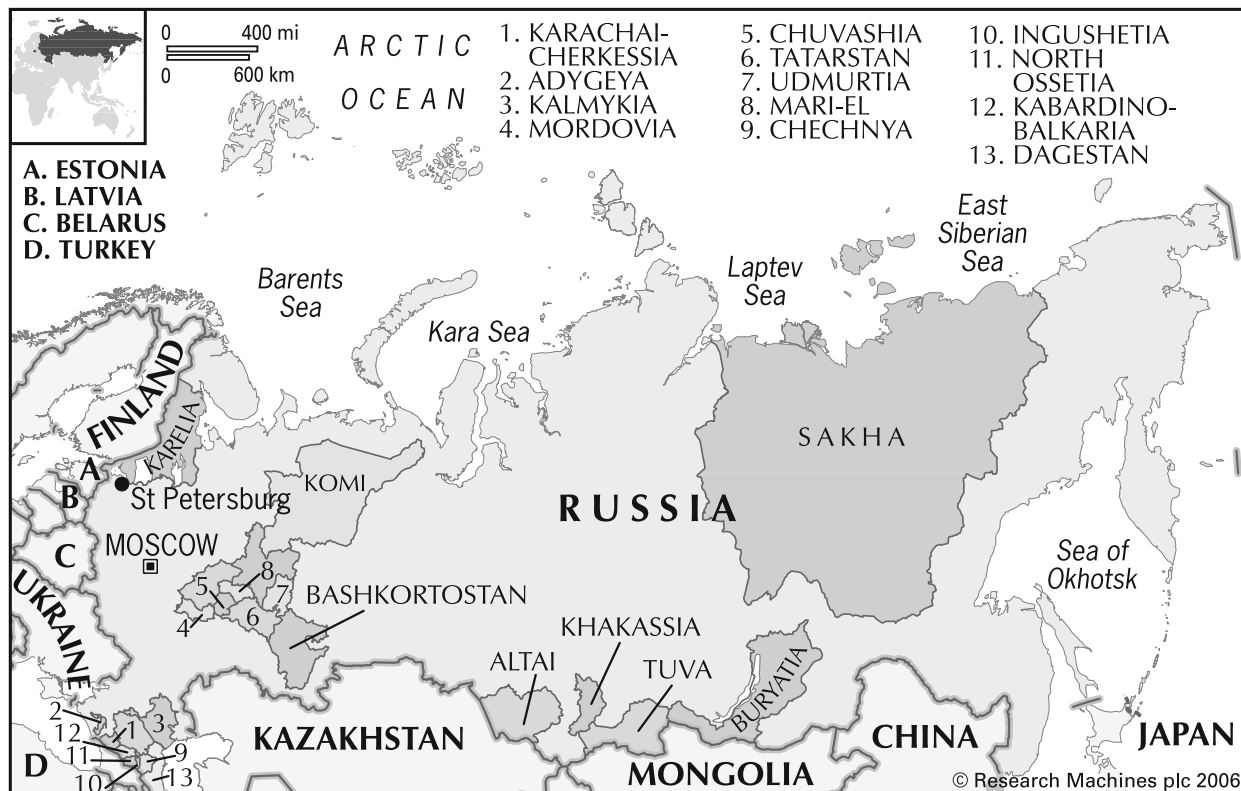 0 400 mi
0 600 km
ARCTIC
OCEAN
1. KARACHAI-
CHERKESSIA
2. ADYGEYA
3. KALMYKIA
4. MORDOVIA
5. CHUVASHIA
6. TATARSTAN
7. UDMURTIA
8. MARI-EL
9. CHECHNYA
10. INGUSHETIA
11. NORTH
OSSETIA
12. KABARDINO-
BALKARIA
13. DAGESTAN
A. ESTONIA
B. LATVIA
C. BELARUS
D. TURKEY
Barents
Sea
Kara Sea
Laptev
Sea
East
Siberian
Sea
FINLAND
KARELIA
A
B
St Petersburg
KOMI
SAKHA
RUSSIA
C
MOSCOW
Sea of
Okhotsk
UKRAINE
5
8
7
4
6
BASHKORTOSTAN
KHAKASSIA
ALTAI
TUVA
BURYATIA
2
12
11
10
1
3
9
13
D
KAZAKHSTAN
MONGOLIA
CHINA
JAPAN
© Research Machines plc 2006